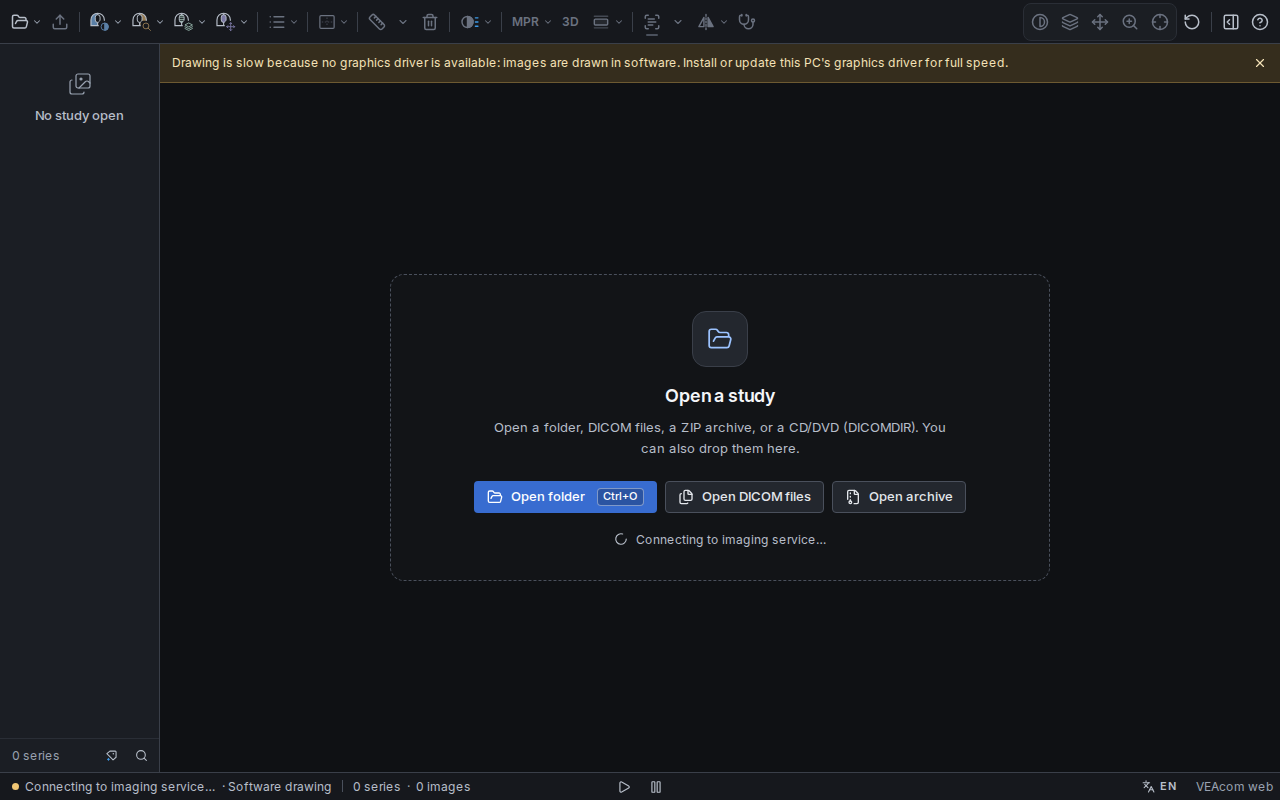 MPR
3D
Drawing is slow because no graphics driver is available: images are drawn in software. Install or update this PC's graphics driver for full speed.
No study open
Open a study
Open a folder, DICOM files, a ZIP archive, or a CD/DVD (DICOMDIR). You
can also drop them here.
Open folder Ctrl+O
Open DICOM files
Open archive
Connecting to imaging service...
0 series
Connecting to imaging service... · Software drawing
0 series · 0 images
EN
VEAcom web